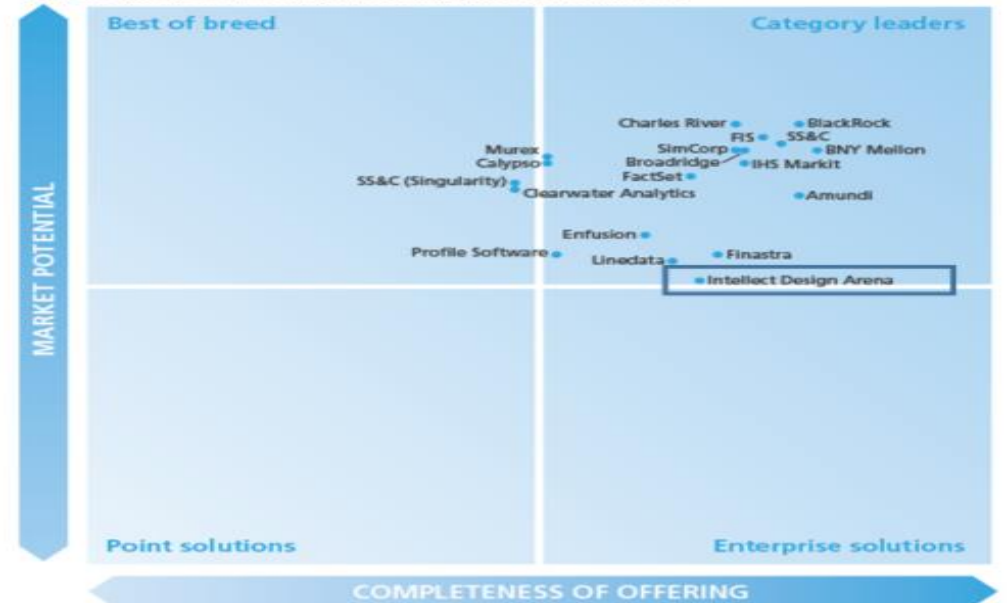 Best of breed
Category leaders
Charles River
BlackRock
FIS
SS&C
Murex
SimCorp
BNY Mellon
Calypso
Broadridge
IHS Markit
SS&C (Singularity)
FactSet
Clearwater Analytics
Amundi
Enfusion
Profile Software
Linedata
Finastra
Intellect Design Arena
MARKET POTENTIAL
Point solutions
Enterprise solutions
COMPLETENESS OF OFFERING